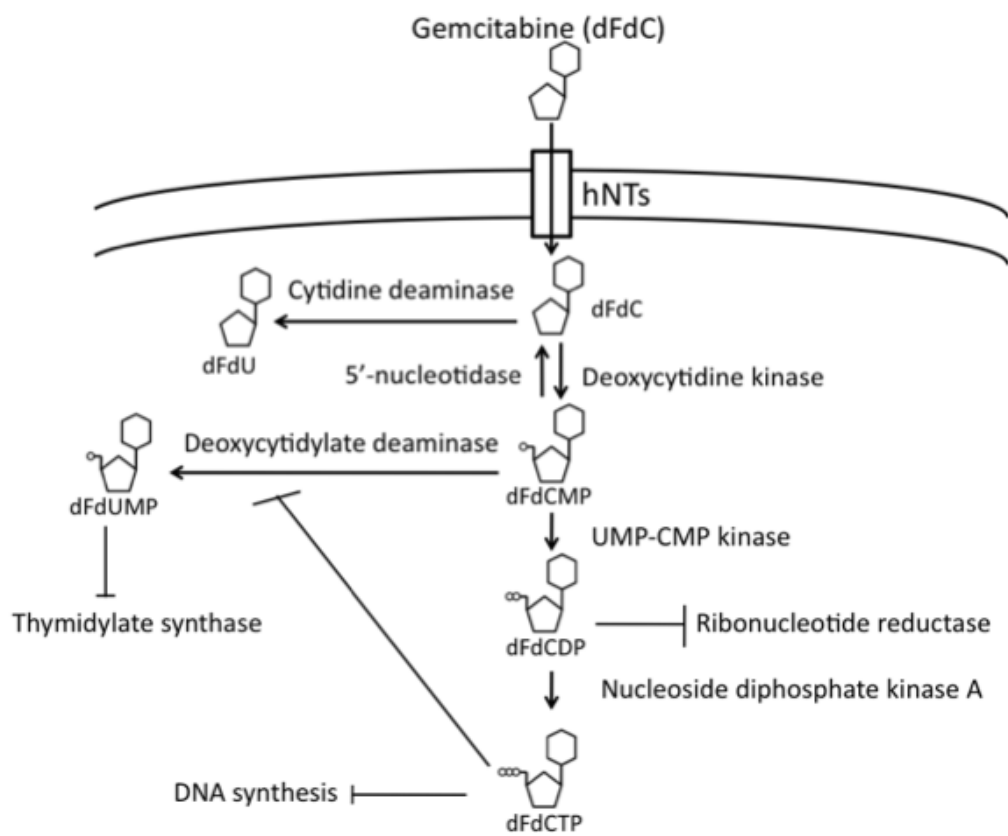 Gemcitabine (dFdC)
hNTs
Cytidine deaminase
dFdC
dFdU
5′-nucleotidase
Deoxycytidine kinase
Deoxycytidylate deaminase
dFdUMP
dFdCMP
UMP-CMP kinase
Thymidylate synthase
Ribonucleotide reductase
dFdCDP
Nucleoside diphosphate kinase A
DNA synthesis
dFdCTP